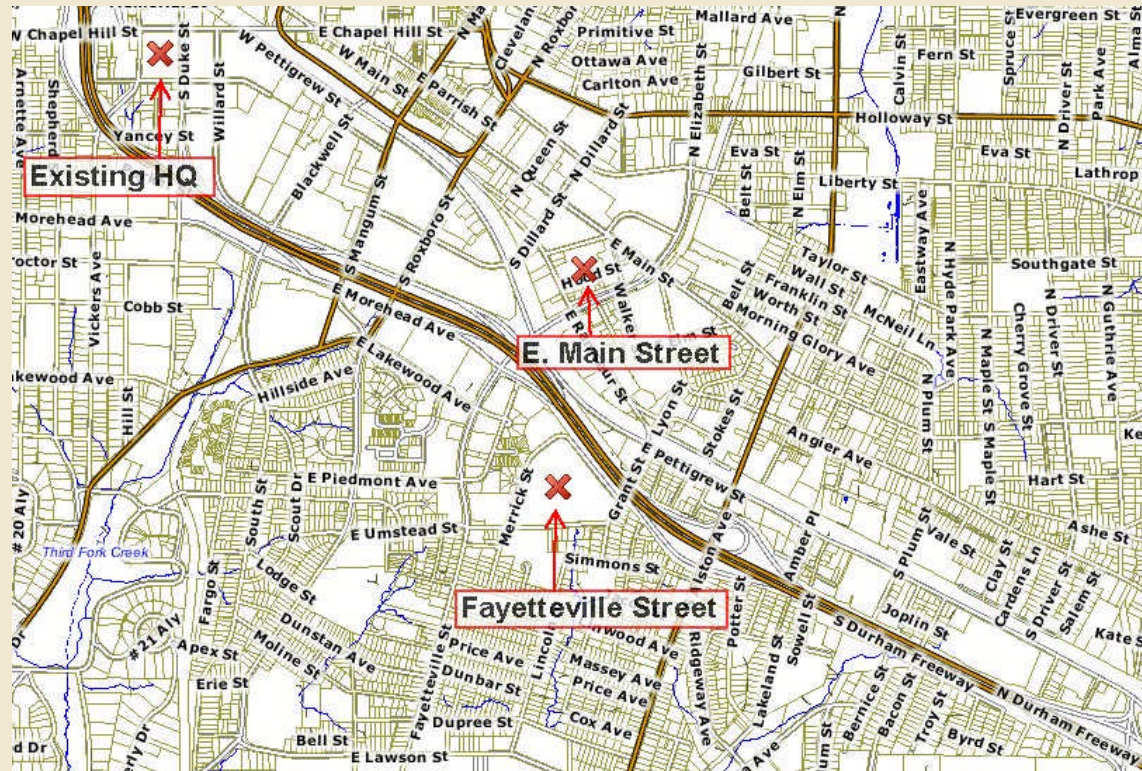 W Chapel Hill St
S Duke St
Willard St
Arnette Ave
Shepherd
Yancey St
Existing HQ
Morehead Ave
Vickers Ave
Cobb St
Hill St
W Pettigrew St
E Chapel Hill St
W Main St
E Parrish St
Blackwell St
S Mangum St
S Roxboro St
N Roxboro
Mallard Ave
Primitive St
Ottawa Ave
Carlton Ave
Gilbert St
N Elizabeth St
N Queen St
N Dillard St
S Dillard St
Holloway St
Calvin St
Fern St
Spruce St
Evergreen St
N Driver St
Park Ave
Eva St
Eva St
Lathrop
Belt St
N Elm St
Liberty St
Eastway Ave
Southgate St
E Main St
Hood St
E. Main Street
Belt St
Taylor St
Wall St
Franklin St
Worth St
Morning Glory Ave
McNeil Ln
N Hyde Park Ave
N Driver St
N Guthrie Ave
Cherry Grove St
N Maple St
S Maple St
N Plum St
E Morehead Ave
E Lakewood Ave
Hillside Ave
Lyon St
Stokes St
Angier Ave
Hart St
Ashe St
South St
Scout Dr
E Piedmont Ave
Merrick St
Grant St
E Pettigrew St
E Umstead St
Simmons St
Alston Ave
Amber Pl
S Plum St
Vale St
Clay St
Cardens Ln
S Driver St
Salem St
# 20 Aly
Third Fork Creek
Fargo St
Lodge St
Fayetteville Street
Potter St
Sowell St
Joplin St
S Durham Freeway
N Durham Freeway
#21 Aly
Apex St
Moline St
Dunstan Ave
Erie St
Fayetteville St
Price Ave
Dunbar St
Dupree St
Massey Ave
Price Ave
Cox Ave
Ridgeway Ave
Lakeland St
Bernice St
Bacon St
Troy St
Byrd St
Bell St
E Lawson St